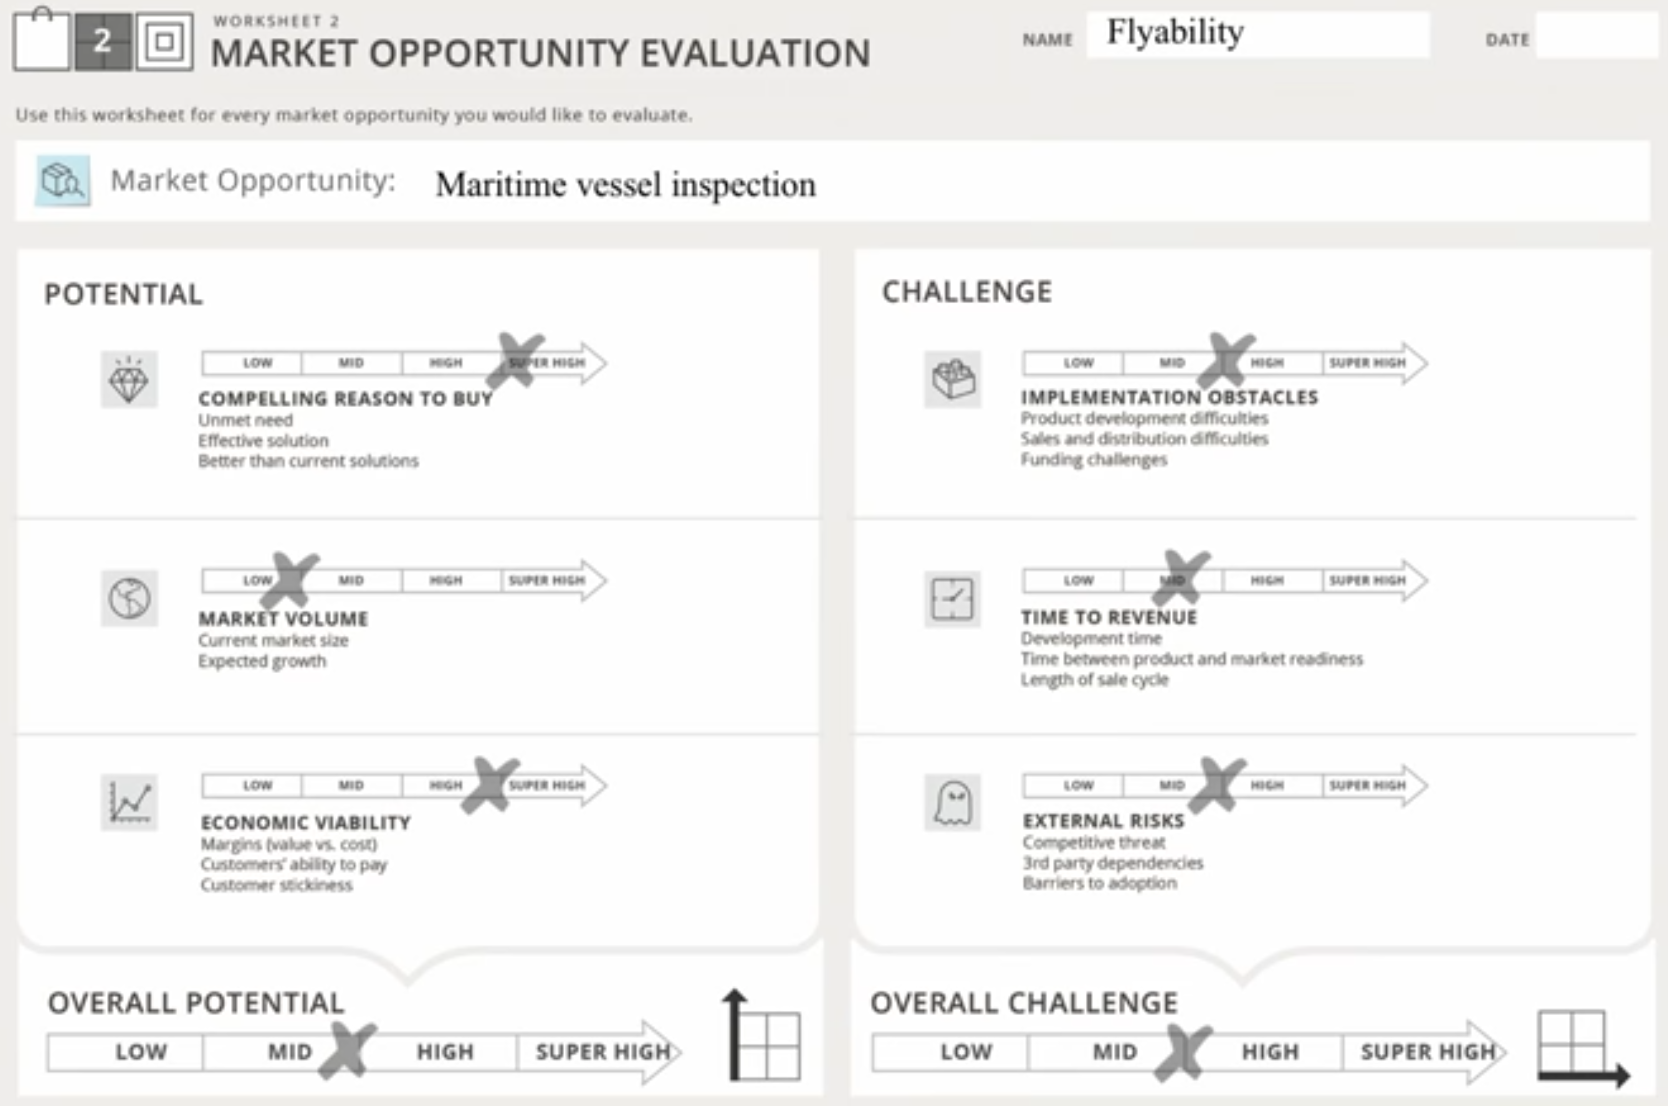 WORKSHEET 2
2
MARKET OPPORTUNITY EVALUATION
NAME Flyability DATE
Use this worksheet for every market opportunity you would like to evaluate.
Market Opportunity: Maritime vessel inspection
POTENTIAL
LOW MID HIGH SUPER HIGH
COMPELLING REASON TO BUY
Unmet need
Effective solution
Better than current solutions
LOW MID HIGH SUPER HIGH
MARKET VOLUME
Current market size
Expected growth
LOW MID HIGH SUPER HIGH
ECONOMIC VIABILITY
Margins (value vs. cost)
Customers' ability to pay
Customer stickiness
OVERALL POTENTIAL
LOW MID HIGH SUPER HIGH
CHALLENGE
LOW MID HIGH SUPER HIGH
IMPLEMENTATION OBSTACLES
Product development difficulties
Sales and distribution difficulties
Funding challenges
LOW MID HIGH SUPER HIGH
TIME TO REVENUE
Development time
Time between product and market readiness
Length of sale cycle
LOW MID HIGH SUPER HIGH
EXTERNAL RISKS
Competitive threat
3rd party dependencies
Barriers to adoption
OVERALL CHALLENGE
LOW MID HIGH SUPER HIGH